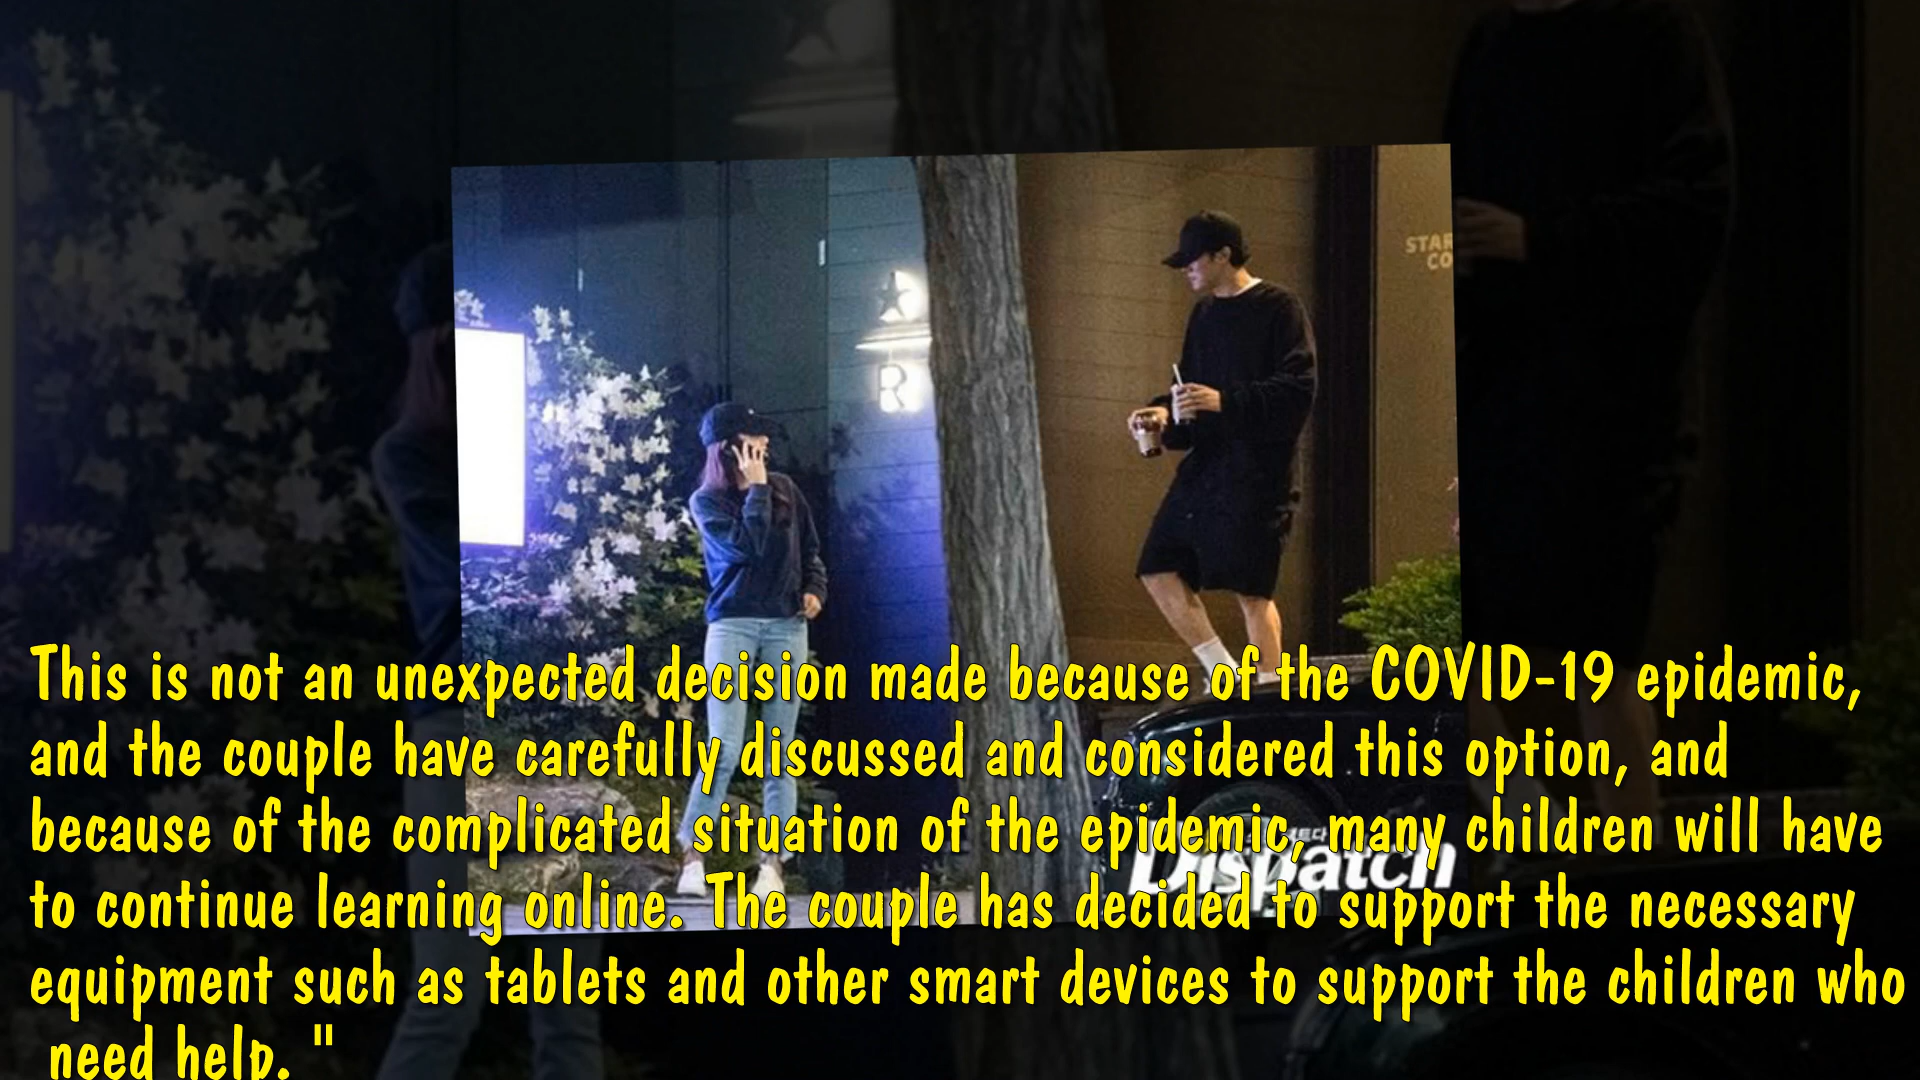 STAR
CO
R
This is not an unexpected decision made because of the COVID-19 epidemic,
and the couple have carefully discussed and considered this option, and
because of the complicated situation of the epidemic, many children will have
Dispatch
to continue learning online. The couple has decided to support the necessary
equipment such as tablets and other smart devices to support the children who
need help. "